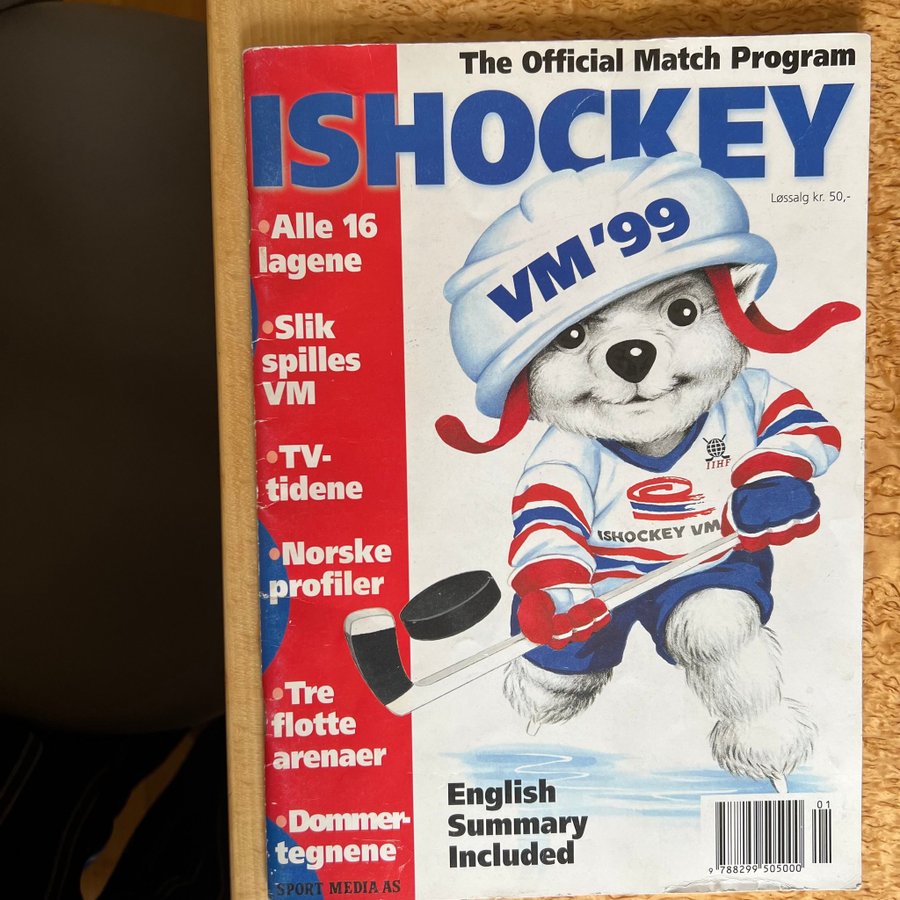 The Official Match Program
ISHOCKEY
Løssalg kr. 50,-
VM '99
•Alle 16
lagene
•Slik
spilles
VM
•TV-
tidene
•Norske
profiler
•Tre
flotte
arenaer
•Dommer-
tegnene
SPORT MEDIA AS
IIHF
ISHOCKEY VM
English
Summary
Included
01
9 788299 505000